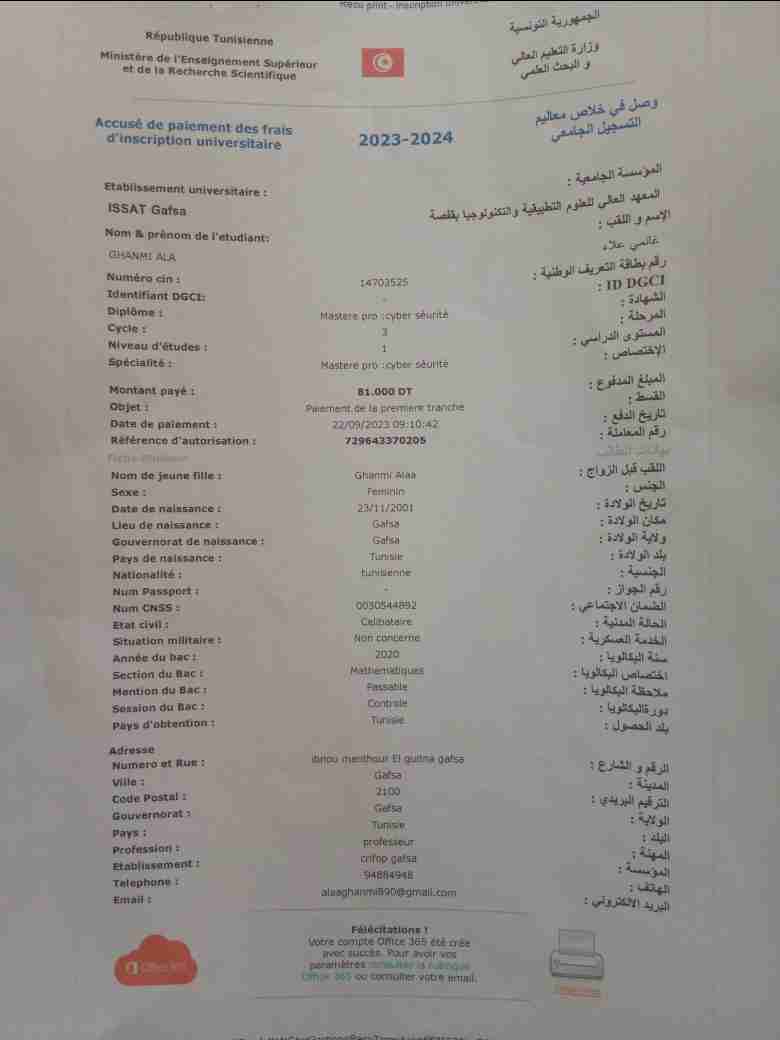 Recu print - Inscription univers
République Tunisienne
الجمهورية التونسية
Ministère de l'Enseignement Supérieur
et de la Recherche Scientifique
وزارة التعليم العالي
و البحث العلمي
Accusé de paiement des frais
d'inscription universitaire
2023-2024
وصل في خلاص معاليم
التسجيل الجامعي
Etablissement universitaire :
المؤسسة الجامعية :
ISSAT Gafsa
المعهد العالي للعلوم التطبيقية والتكنولوجيا بقفصة
Nom & prénom de l'etudiant:
الإسم و اللقب :
GHANMI ALA
غانمي علاء
Numéro cin : 14703525 رقم بطاقة التعريف الوطنية :
Identifiant DGCI: - ID DGCI :
Diplôme : Mastere pro :cyber séurité الشهادة :
Cycle : 3 المرحلة :
Niveau d'études : 1 المستوى الدراسي :
Spécialité : Mastere pro :cyber séurité الإختصاص :
Montant payé : 81.000 DT المبلغ المدفوع :
Objet : Paiement de la premiere tranche القسط :
Date de paiement : 22/09/2023 09:10:42 تاريخ الدفع :
Référence d'autorisation : 729643370205 رقم المعاملة :
بيانات الطالب
Nom de jeune fille : Ghanmi Alaa اللقب قبل الزواج :
Sexe : Feminin الجنس :
Date de naissance : 23/11/2001 تاريخ الولادة :
Lieu de naissance : Gafsa مكان الولادة :
Gouvernorat de naissance : Gafsa ولاية الولادة :
Pays de naissance : Tunisie بلد الولادة :
Nationalité : tunisienne الجنسية :
Num Passport : - رقم الجواز :
Num CNSS : 0030544892 الضمان الاجتماعي :
Etat civil : Celibataire الحالة المدنية :
Situation militaire : Non concerne الخدمة العسكرية :
Année du bac : 2020 سنة البكالويا :
Section du Bac : Mathematiques اختصاص البكالويا :
Mention du Bac : Passable ملاحظة البكالويا :
Session du Bac : Controle دورةالبكالويا :
Pays d'obtention : Tunisie بلد الحصول :
Adresse
Numero et Rue : ibnou menthour El guitna gafsa الرقم و الشارع :
Ville : Gafsa المدينة :
Code Postal : 2100 الترقيم البريدي :
Gouvernorat : Gafsa الولاية :
Pays : Tunisie البلد :
Profession : professeur المهنة :
Etablissement : cnfop gafsa المؤسسة :
Telephone : 94884948 الهاتف :
Email : alaaghanmi890@gmail.com البريد الالكتروني :
Félécitations !
Votre compte Office 365 été crée
avec succès. Pour avoir vos
paramètres consulter la rubrique
Office 365 ou consulter votre email.
Office 365